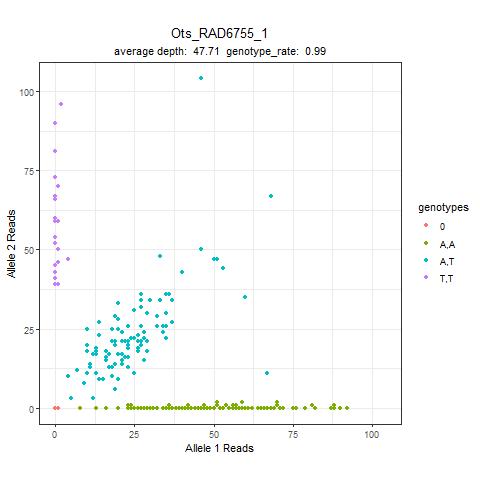 Ots_RAD6755_1
average depth: 47.71 genotype_rate: 0.99
100
75
50
25
0
Allele 2 Reads
0
25
50
75
100
Allele 1 Reads
genotypes
0
A,A
A,T
T,T